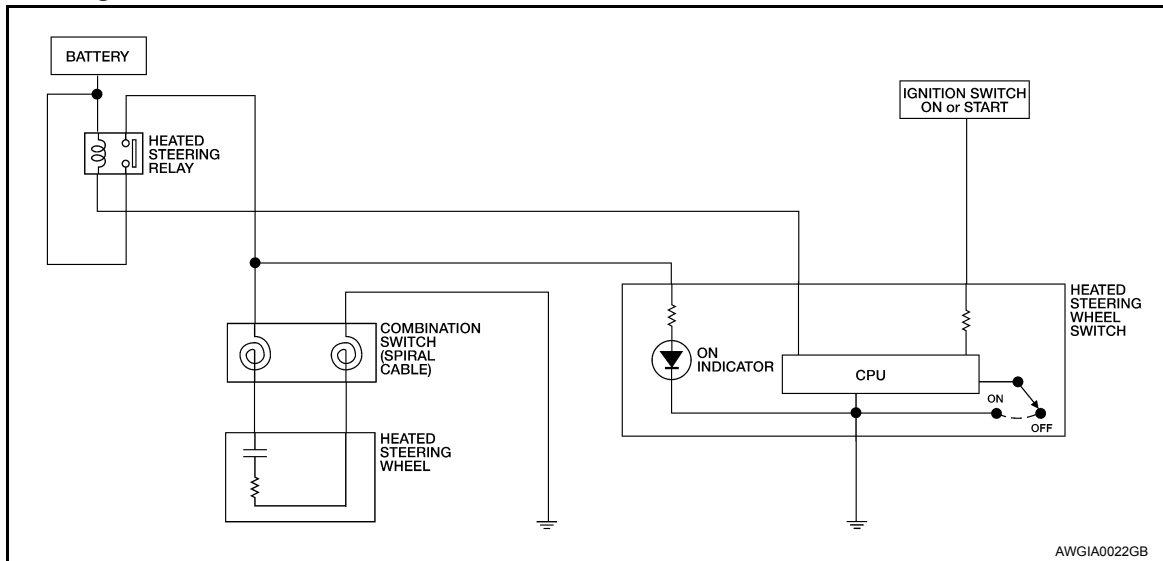 BATTERY
IGNITION SWITCH
ON or START
HEATED
STEERING
RELAY
HEATED
STEERING
WHEEL
SWITCH
COMBINATION
SWITCH
(SPIRAL
CABLE)
ON
INDICATOR
CPU
ON
OFF
HEATED
STEERING
WHEEL
AWGIA0022GB